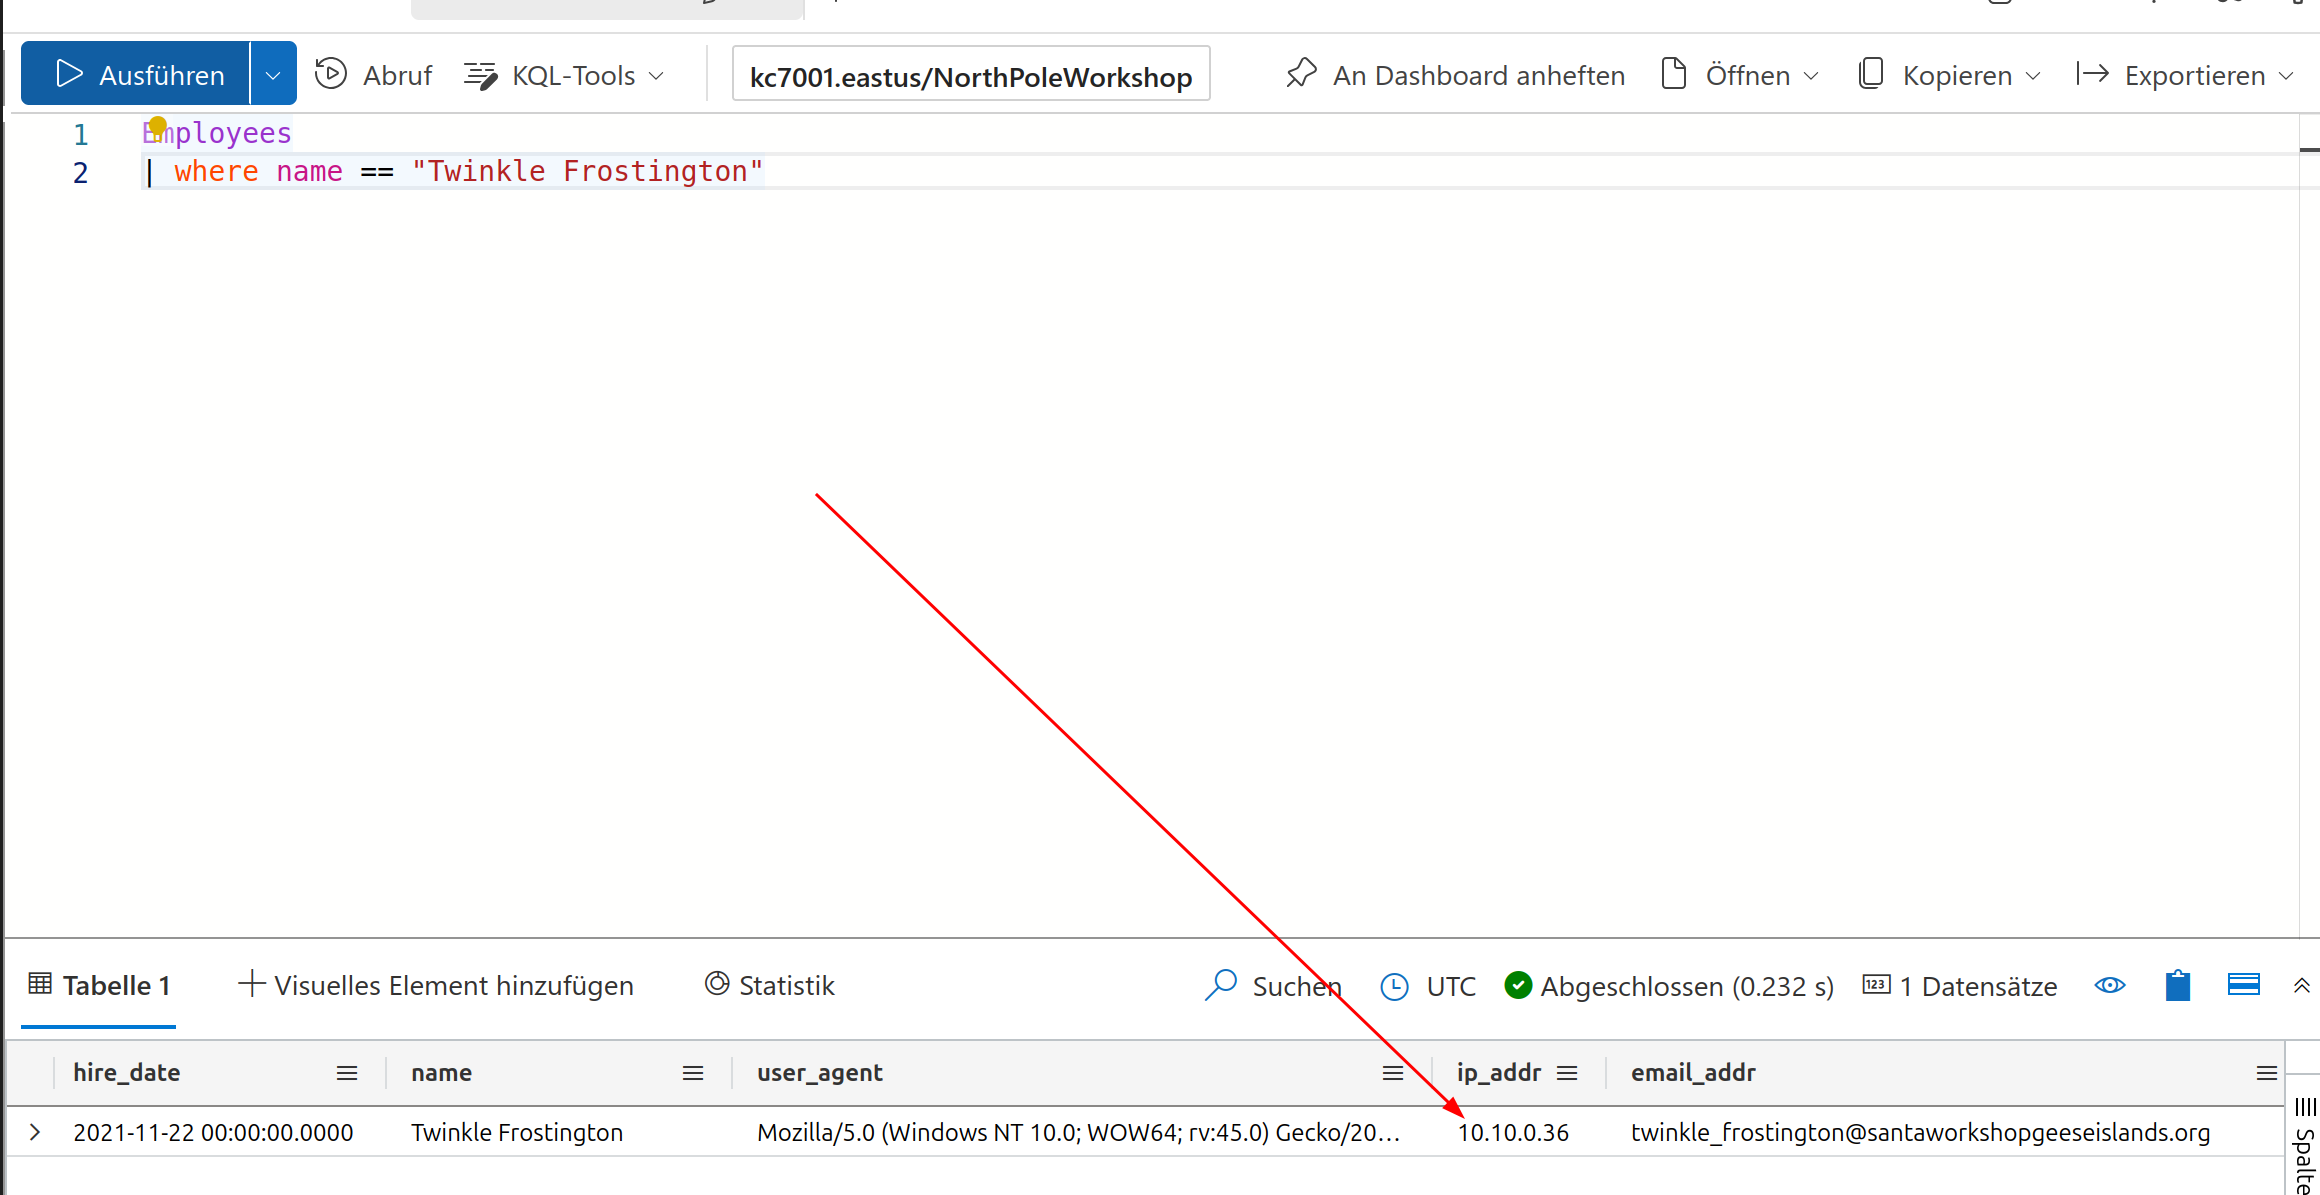 Ausführen Abruf KQL-Tools kc7001.eastus/NorthPoleWorkshop An Dashboard anheften Öffnen Kopieren Exportieren
1 Employees
2 | where name == "Twinkle Frostington"
Tabelle 1 Visuelles Element hinzufügen Statistik Suchen UTC Abgeschlossen (0.232 s) 123 1 Datensätze
hire_date name user_agent ip_addr email_addr
2021-11-22 00:00:00.0000 Twinkle Frostington Mozilla/5.0 (Windows NT 10.0; WOW64; rv:45.0) Gecko/20… 10.10.0.36 twinkle_frostington@santaworkshopgeeseislands.org